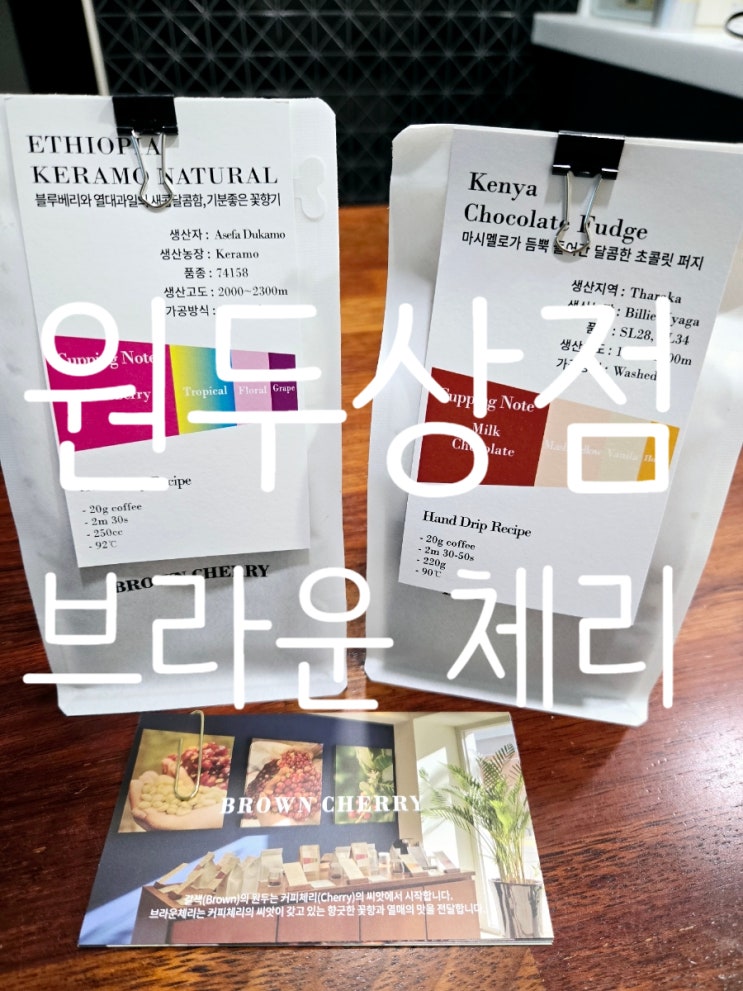 ETHIOPIA
KERAMO NATURAL
블루베리와 열대과일의 새콤달콤함,기분좋은 꽃향기
생산자 : Asefa Dukamo
생산농장 : Keramo
품종 : 74158
생산고도 : 2000~2300m
가공방식 :
Cupping Note
Tropical
Floral
Grape
- 20g coffee
- 2m 30s
- 250cc
- 92℃
BROWN CHERRY
Kenya
Chocolate Fudge
마시멜로가 듬뿍 들어간 달콤한 초콜릿 퍼지
생산지역 : Tharaka
SL28, SL34
Washed
Cupping Note
Milk
Chocolate
Hand Drip Recipe
- 20g coffee
- 2m 30-50s
- 220g
- 90℃
원두상점
브라운 체리
BROWN CHERRY
갈색(Brown)의 원두는 커피체리(Cherry)의 씨앗에서 시작합니다.
브라운체리는 커피체리의 씨앗이 갖고 있는 향긋한 꽃향과 열매의 맛을 전달합니다.